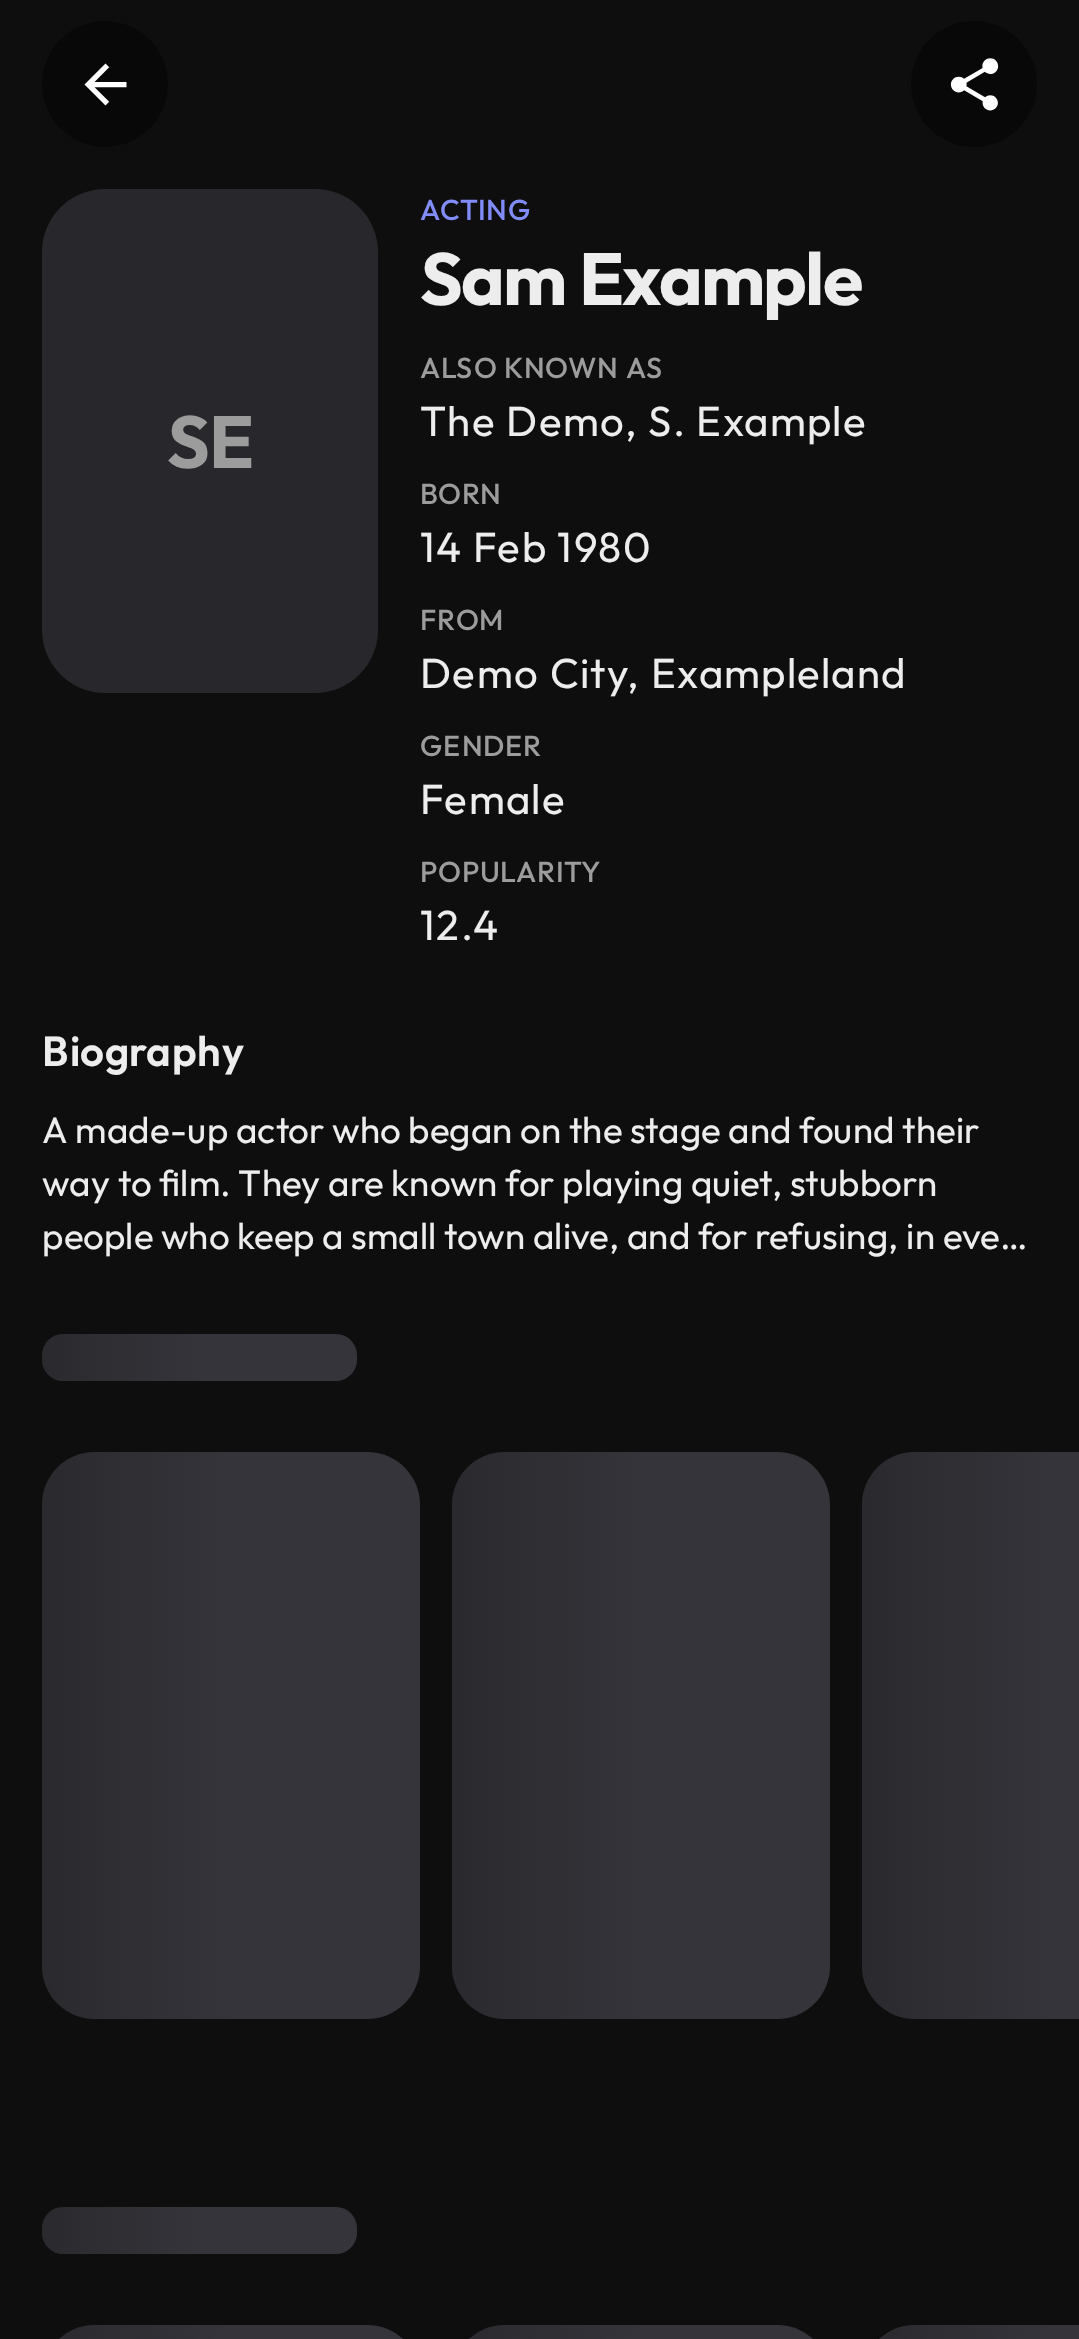 ACTING
Sam Example
SE
ALSO KNOWN AS
The Demo, S. Example
BORN
14 Feb 1980
FROM
Demo City, Exampleland
GENDER
Female
POPULARITY
12.4
Biography
A made-up actor who began on the stage and found their
way to film. They are known for playing quiet, stubborn
people who keep a small town alive, and for refusing, in eve…